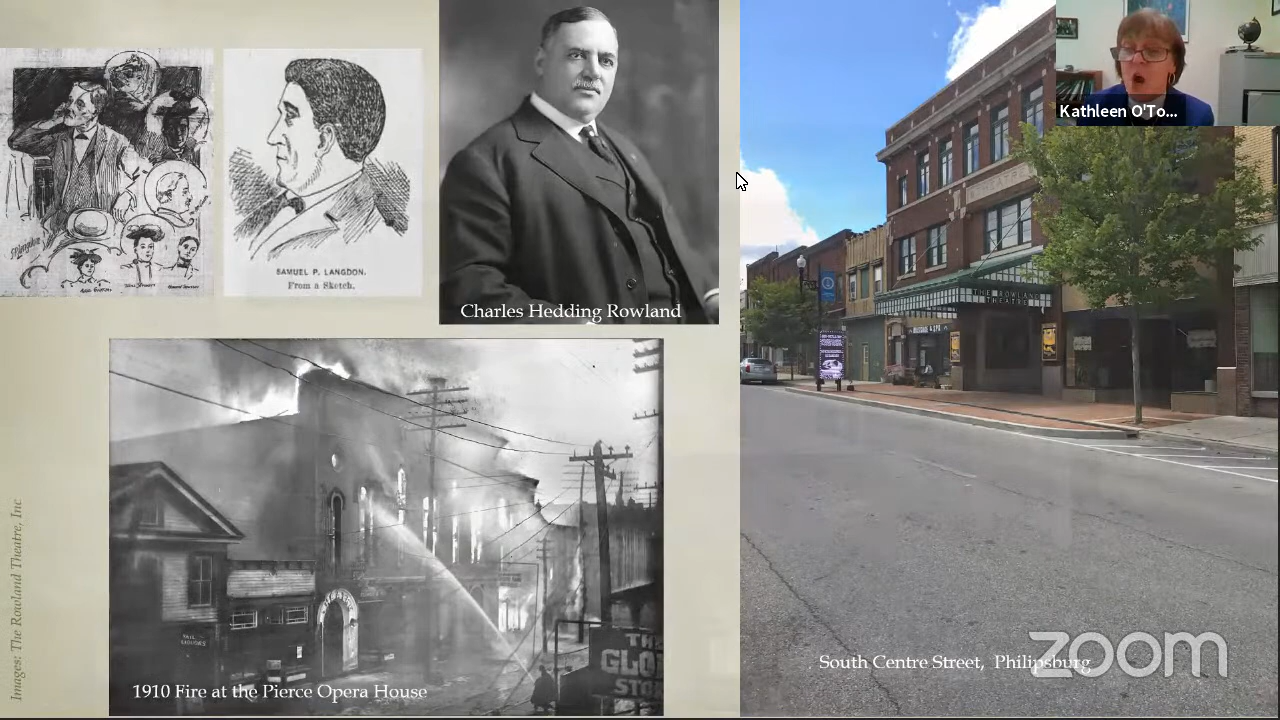 Kathleen O'To...
SAMUEL P. LANGDON.
From a Sketch.
Charles Hedding Rowland
THE ROWLAND
THEATRE
Images: The Rowland Theatre, Inc
THE
GLO
STO
1910 Fire at the Pierce Opera House
South Centre Street, Philipsburg
zoom